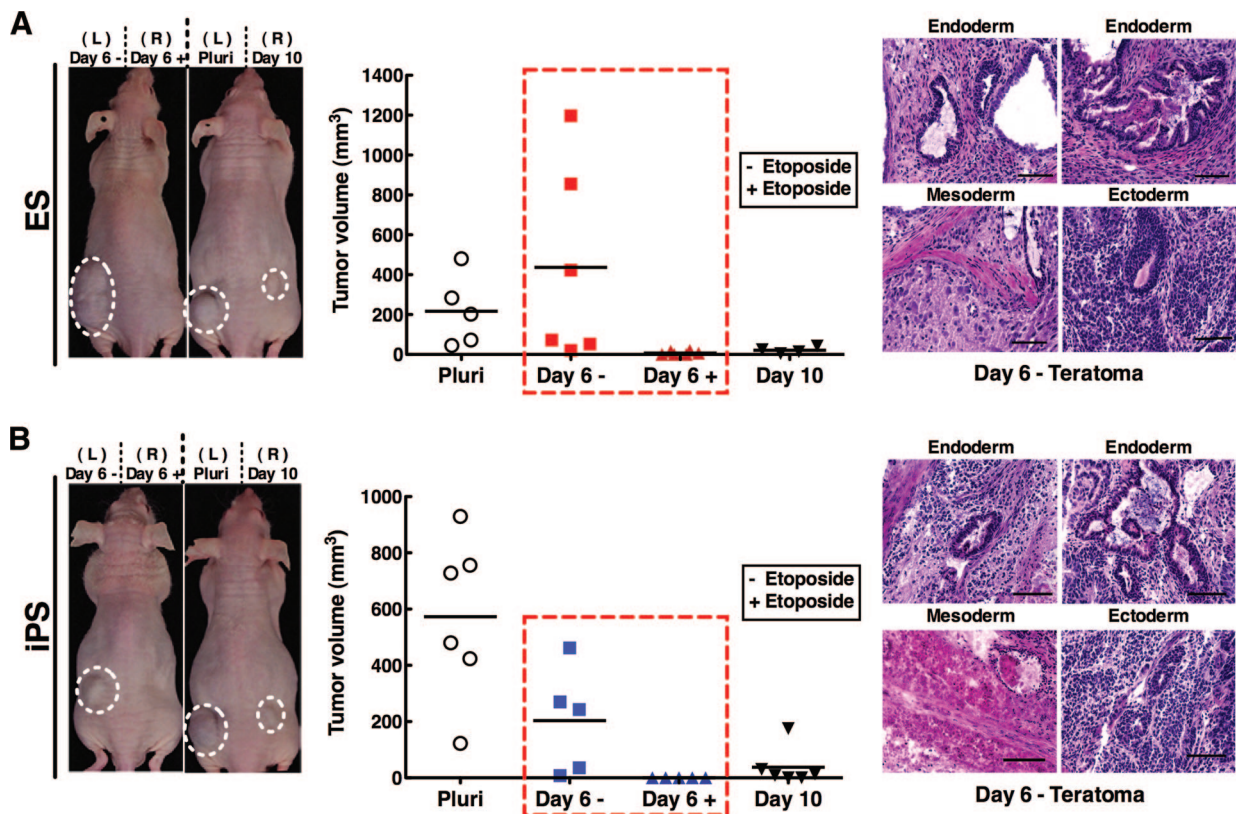 A
( L ) ( R ) ( L ) ( R )
Day 6 - Day 6 + Pluri Day 10
ES
Tumor volume (mm³)
1400
1200
1000
800
600
400
200
0
Pluri Day 6 - Day 6 + Day 10
- Etoposide
+ Etoposide
Endoderm Endoderm
Mesoderm Ectoderm
Day 6 - Teratoma
B
( L ) ( R ) ( L ) ( R )
Day 6 - Day 6 + Pluri Day 10
iPS
Tumor volume (mm³)
1000
800
600
400
200
0
Pluri Day 6 - Day 6 + Day 10
- Etoposide
+ Etoposide
Endoderm Endoderm
Mesoderm Ectoderm
Day 6 - Teratoma